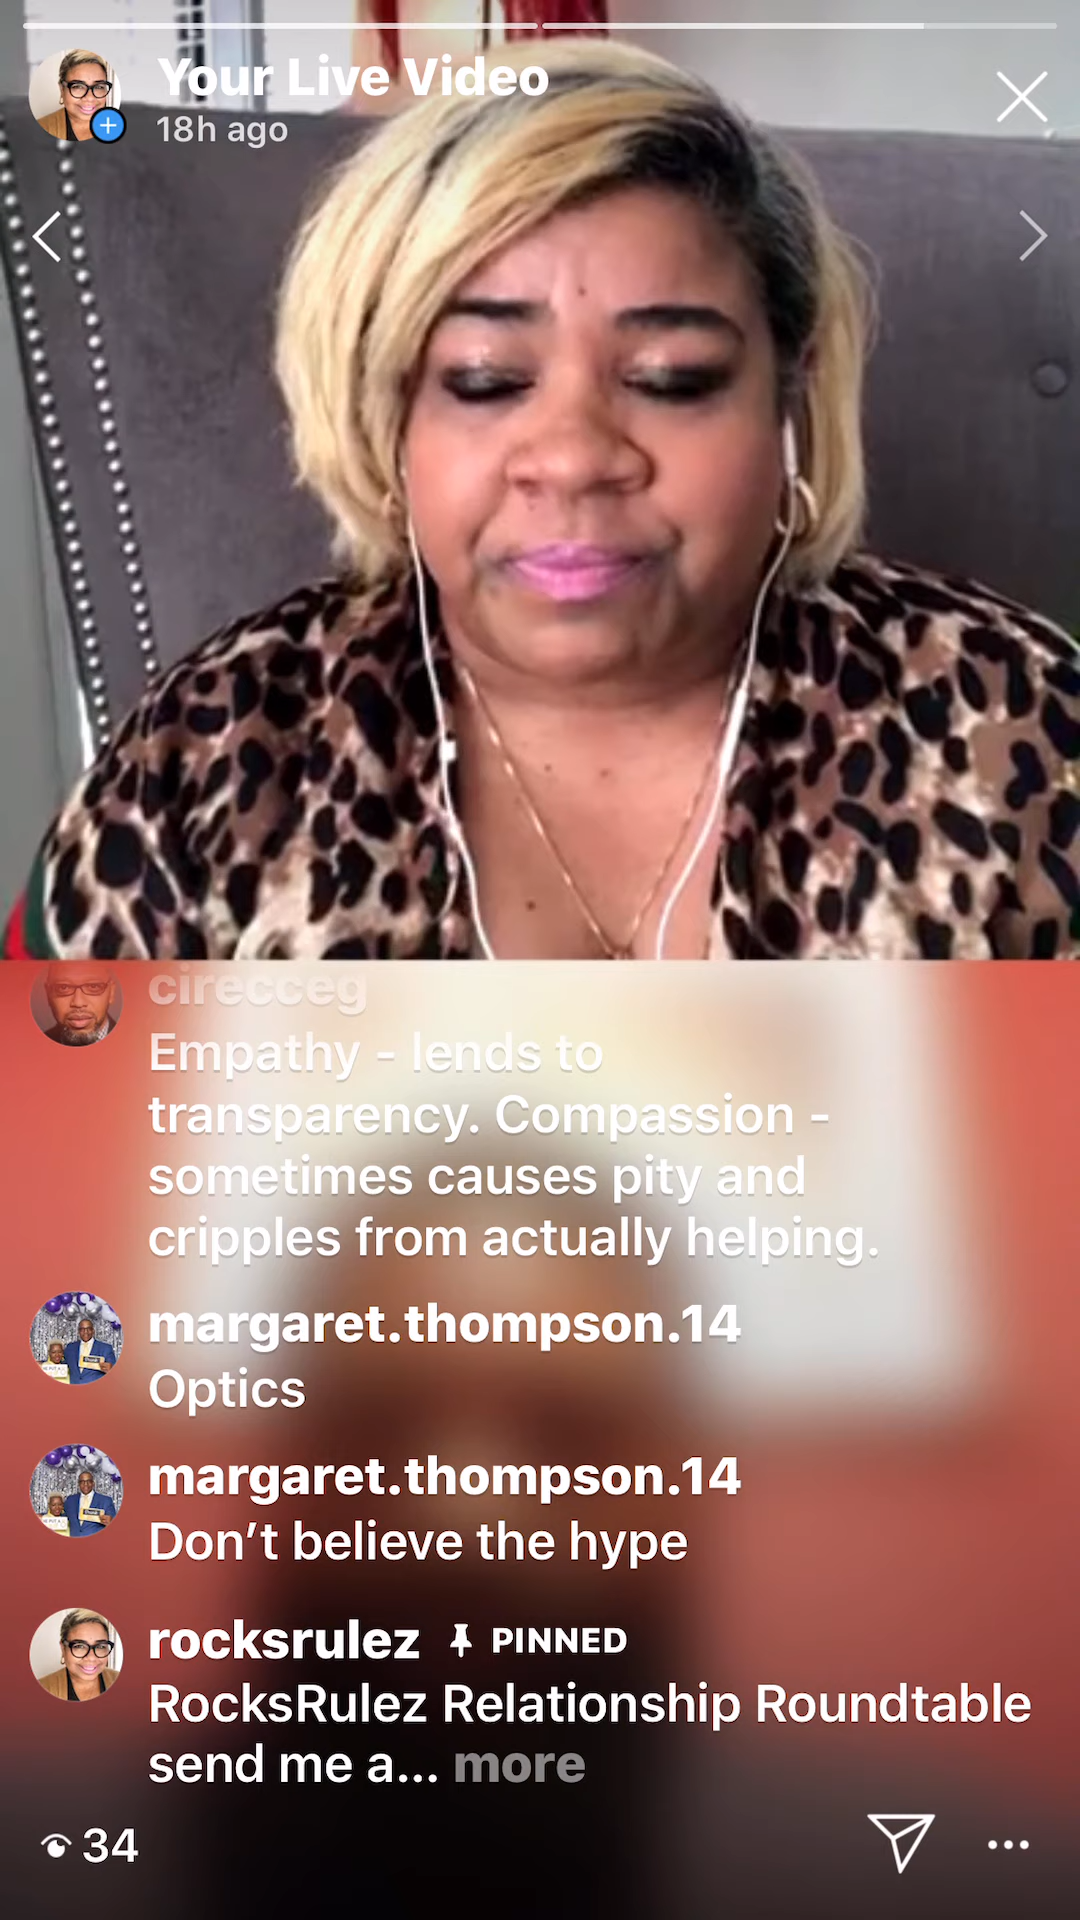 Your Live Video
18h ago
cirecceg
Empathy - lends to
transparency. Compassion -
sometimes causes pity and
cripples from actually helping.
margaret.thompson.14
Optics
margaret.thompson.14
Don’t believe the hype
rocksrulez PINNED
RocksRulez Relationship Roundtable
send me a... more
34